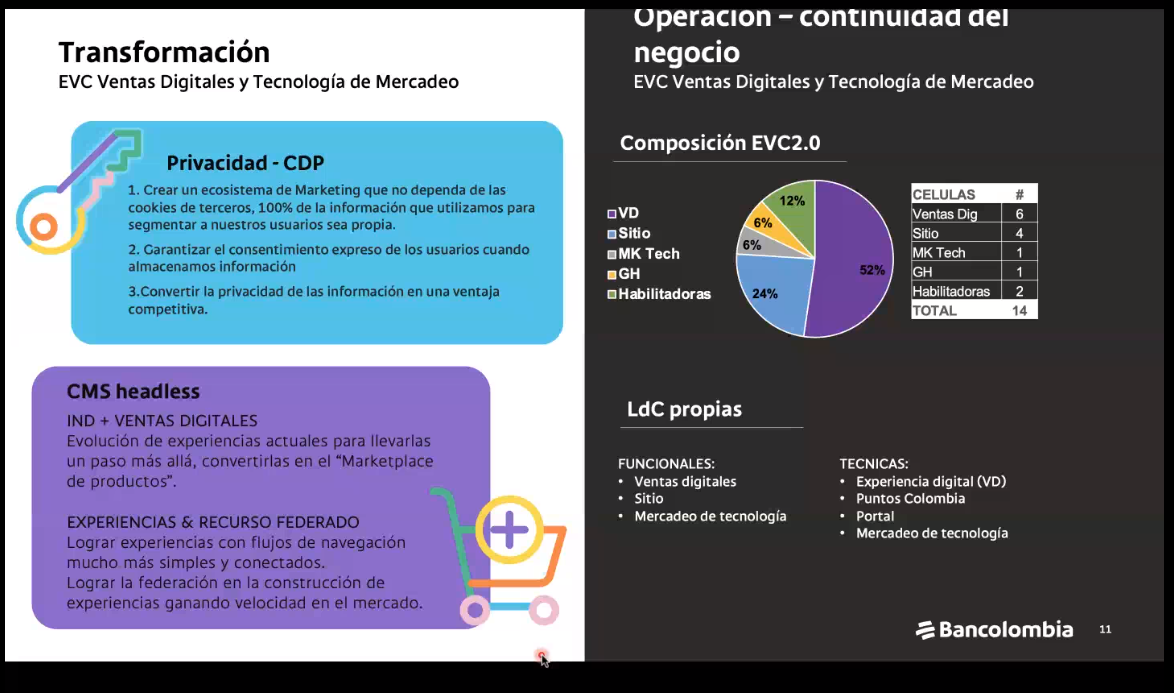 Transformación
EVC Ventas Digitales y Tecnología de Mercadeo
Privacidad - CDP
1. Crear un ecosistema de Marketing que no dependa de las
cookies de terceros, 100% de la información que utilizamos para
segmentar a nuestros usuarios sea propia.
2. Garantizar el consentimiento expreso de los usuarios cuando
almacenamos información
3.Convertir la privacidad de las información en una ventaja
competitiva.
CMS headless
IND + VENTAS DIGITALES
Evolución de experiencias actuales para llevarlas
un paso más allá, convertirlas en el “Marketplace
de productos”.
EXPERIENCIAS & RECURSO FEDERADO
Lograr experiencias con flujos de navegación
mucho más simples y conectados.
Lograr la federación en la construcción de
experiencias ganando velocidad en el mercado.
Operación – continuidad del
negocio
EVC Ventas Digitales y Tecnología de Mercadeo
Composición EVC2.0
VD
Sitio
MK Tech
GH
Habilitadoras
12%
6%
6%
24%
52%
CELULAS #
Ventas Dig 6
Sitio 4
MK Tech 1
GH 1
Habilitadoras 2
TOTAL 14
LdC propias
FUNCIONALES:
• Ventas digitales
• Sitio
• Mercadeo de tecnología
TECNICAS:
• Experiencia digital (VD)
• Puntos Colombia
• Portal
• Mercadeo de tecnología
Bancolombia 11